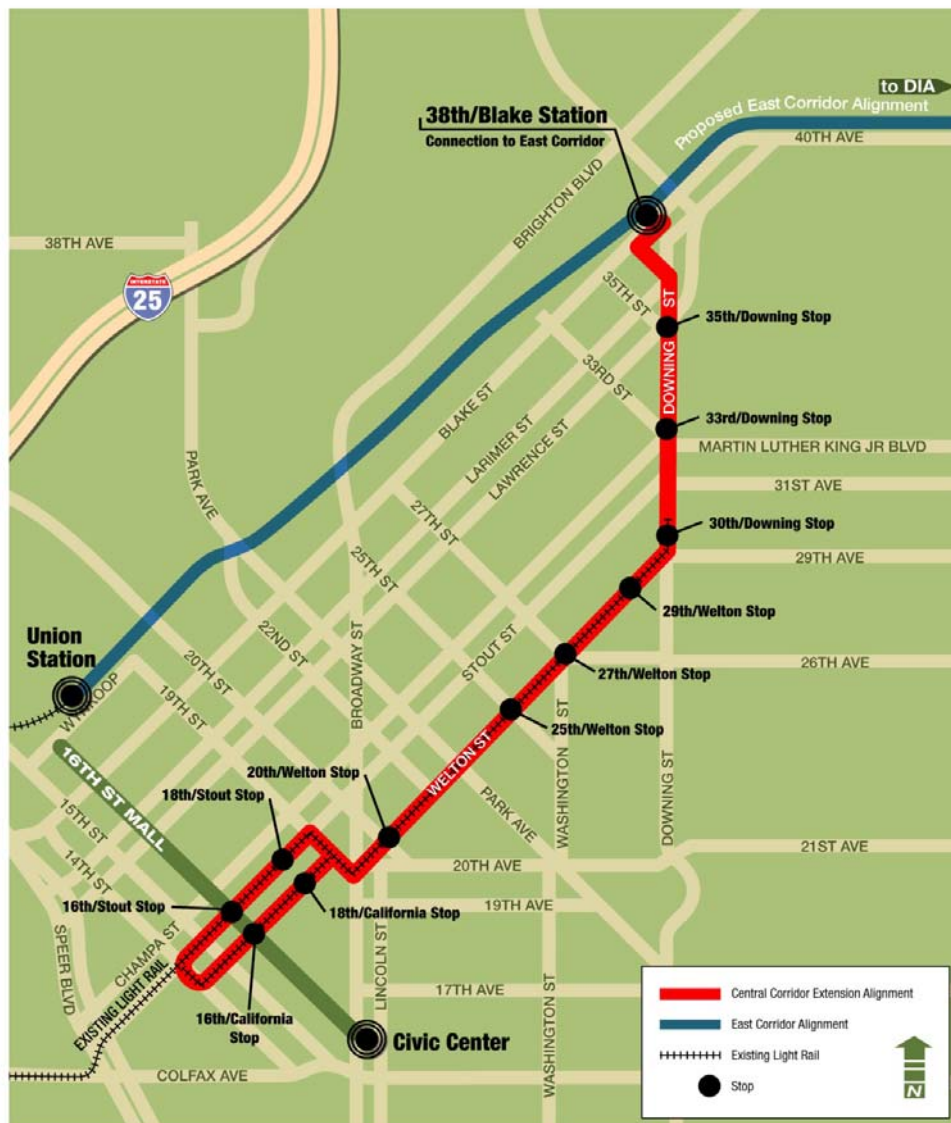 to DIA
Proposed East Corridor Alignment
38th/Blake Station
Connection to East Corridor
40TH AVE
BRIGHTON BLVD
38TH AVE
INTERSTATE
25
35TH ST
DOWNING ST
35th/Downing Stop
33RD ST
BLAKE ST
33rd/Downing Stop
LARIMER ST
LAWRENCE ST
MARTIN LUTHER KING JR BLVD
PARK AVE
31ST AVE
27TH ST
30th/Downing Stop
25TH ST
29TH AVE
29th/Welton Stop
Union
Station
22ND ST
STOUT ST
26TH AVE
27th/Welton Stop
20TH ST
BROADWAY ST
WYNKOOP
19TH ST
25th/Welton Stop
WELTON ST
WASHINGTON ST
DOWNING ST
16TH ST MALL
20th/Welton Stop
18th/Stout Stop
PARK AVE
15TH ST
21ST AVE
20TH AVE
14TH ST
16th/Stout Stop
18th/California Stop
19TH AVE
CHAMPA ST
SPEER BLVD
EXISTING LIGHT RAIL
LINCOLN ST
17TH AVE
WASHINGTON ST
16th/California
Stop
Civic Center
COLFAX AVE
Central Corridor Extension Alignment
East Corridor Alignment
Existing Light Rail
Stop
N